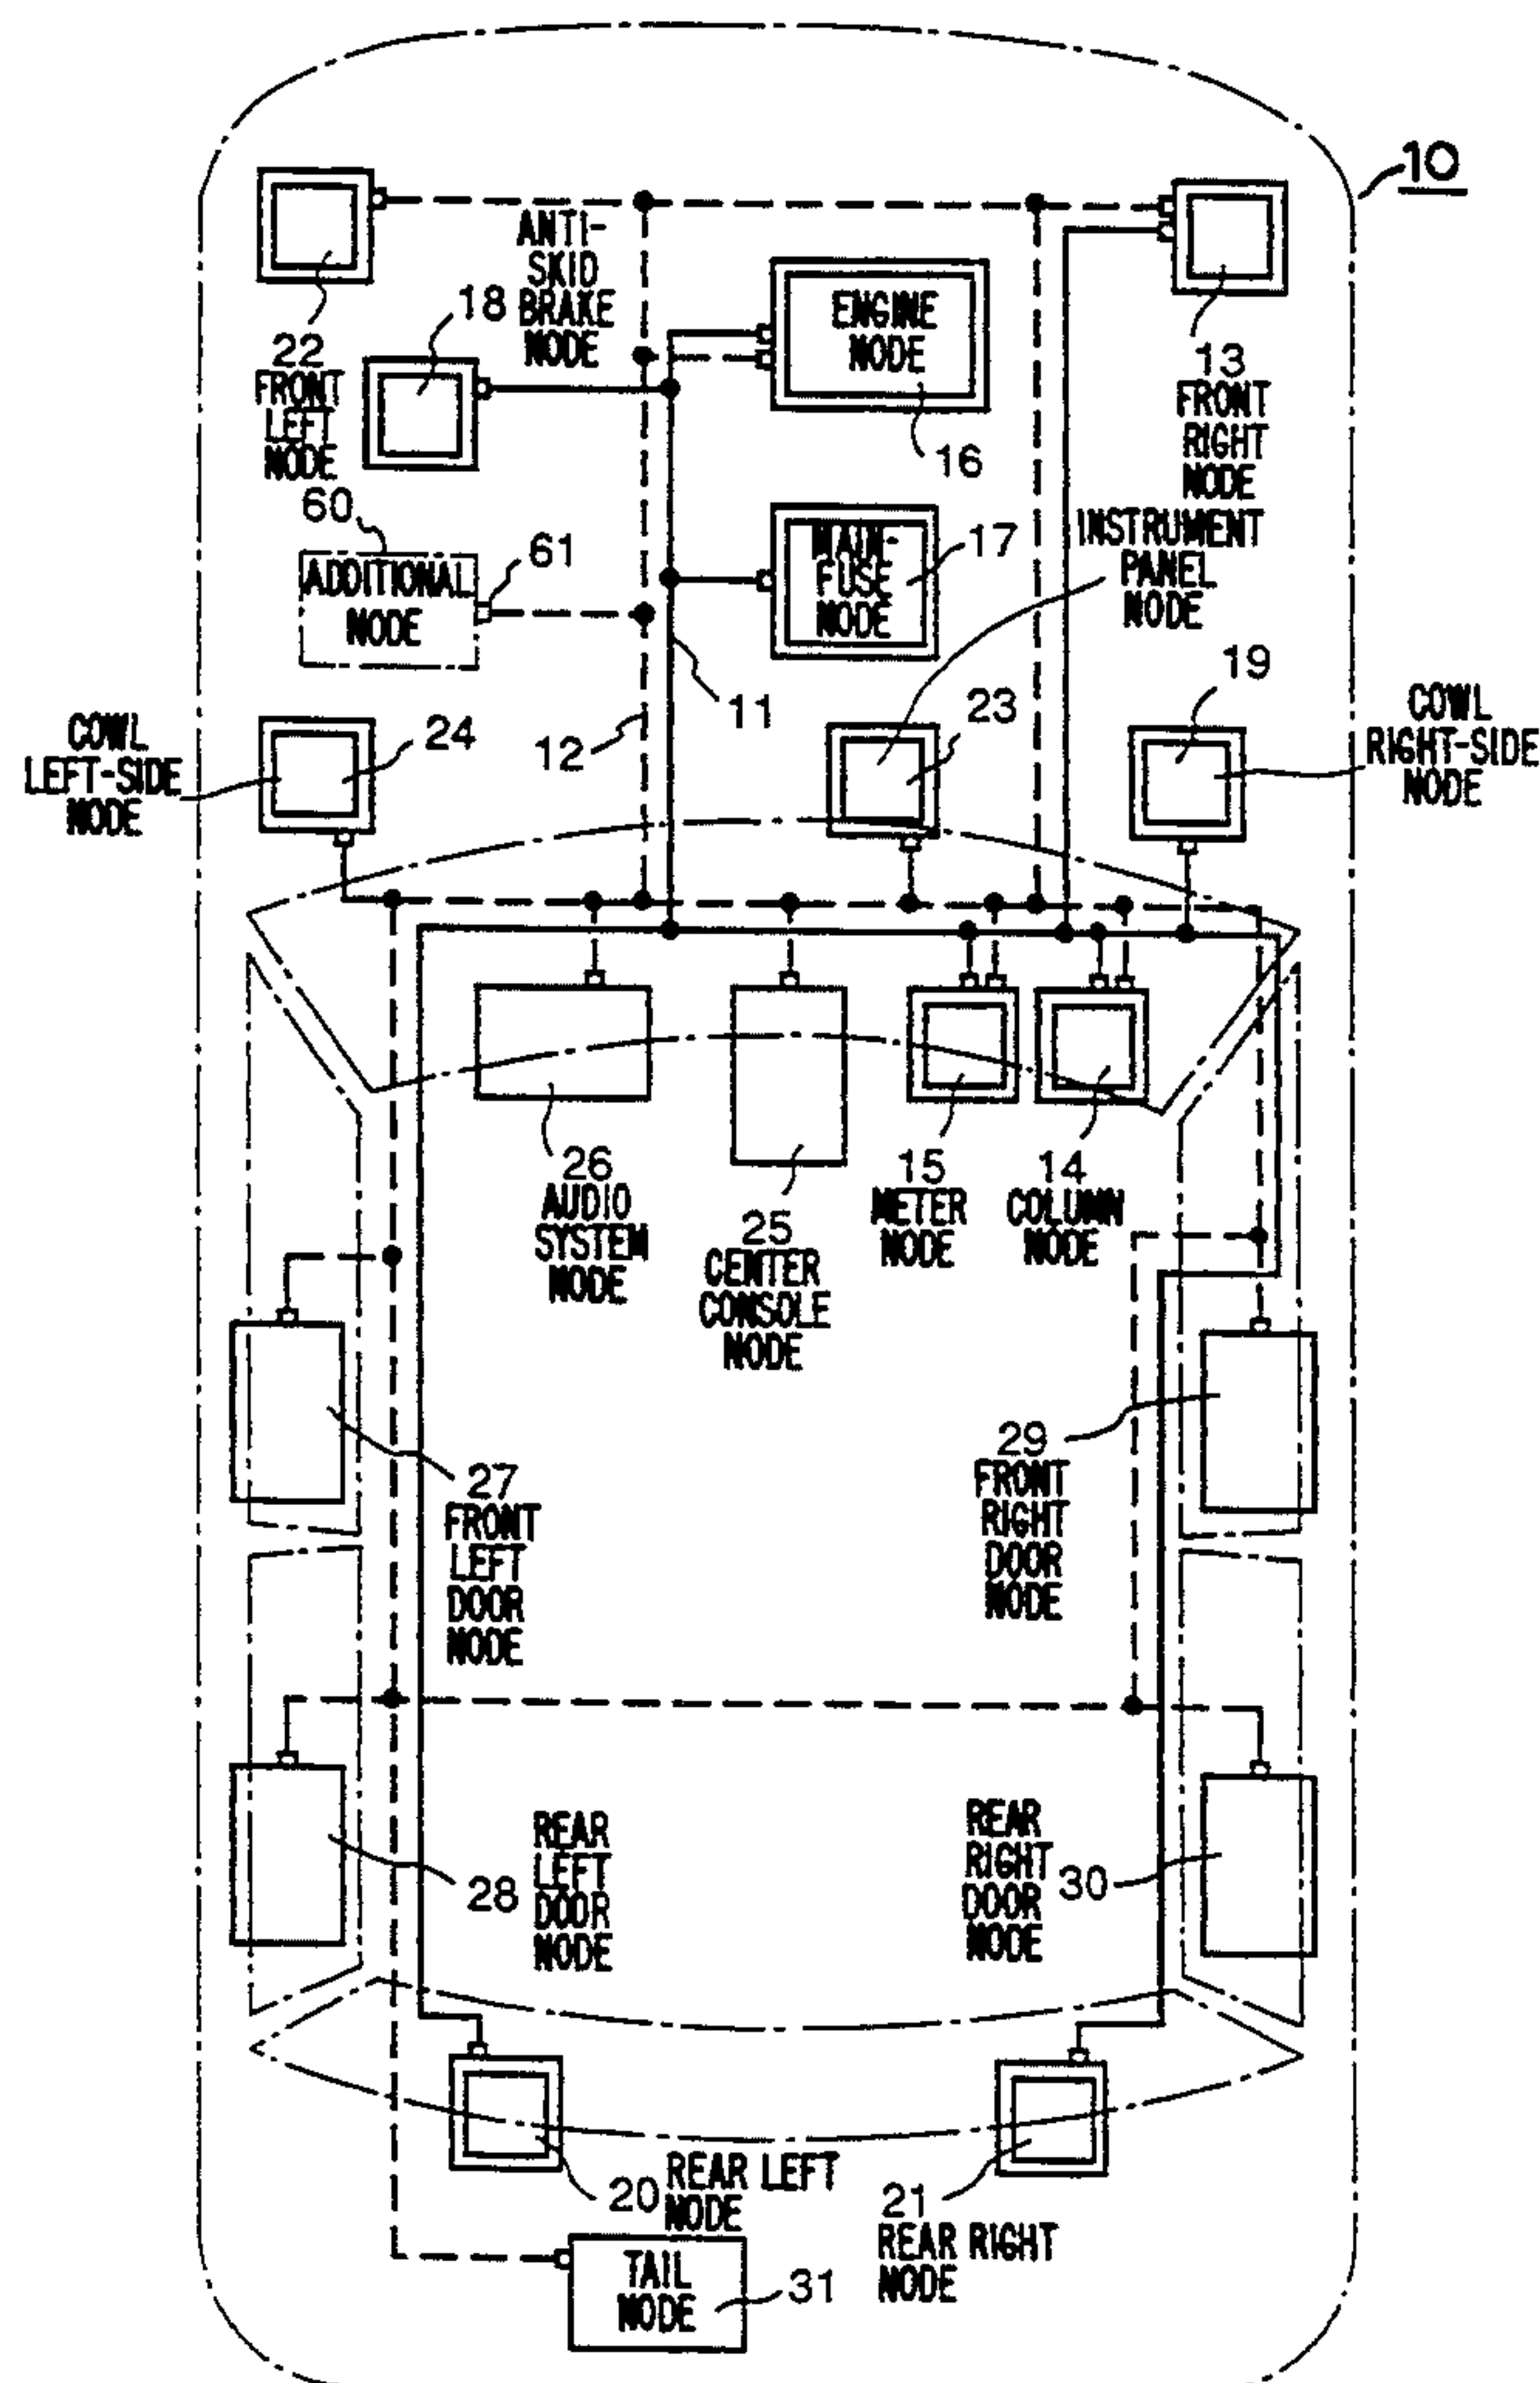 10
ANTI-
SKID
BRAKE
NODE
18
22
FRONT
LEFT
NODE
ENGINE
NODE
16
13
FRONT
RIGHT
NODE
60
ADDITIONAL
NODE
61
MAIN-
FUSE
NODE
17
INSTRUMENT
PANEL
NODE
11
12
23
19
COWL
LEFT-SIDE
NODE
24
COWL
RIGHT-SIDE
NODE
26
AUDIO
SYSTEM
NODE
25
CENTER
CONSOLE
NODE
15
METER
NODE
14
COLUMN
NODE
27
FRONT
LEFT
DOOR
NODE
29
FRONT
RIGHT
DOOR
NODE
28
REAR
LEFT
DOOR
NODE
REAR
RIGHT
DOOR
NODE
30
20
REAR LEFT
NODE
21
REAR RIGHT
NODE
TAIL
NODE
31